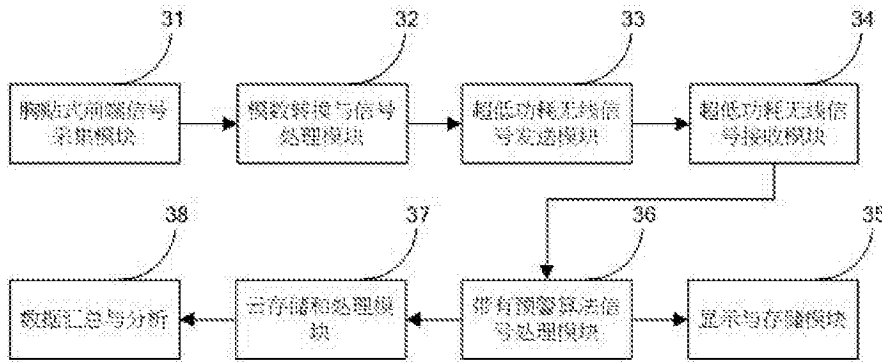 31
32
33
34
胸贴式前端信号
采集模块
模数转换与信号
处理模块
超低功耗无线信
号发送模块
超低功耗无线信
号接收模块
38
37
36
35
数据汇总与分析
云存储和处理模
块
带有预警算法信
号处理模块
显示与存储模块